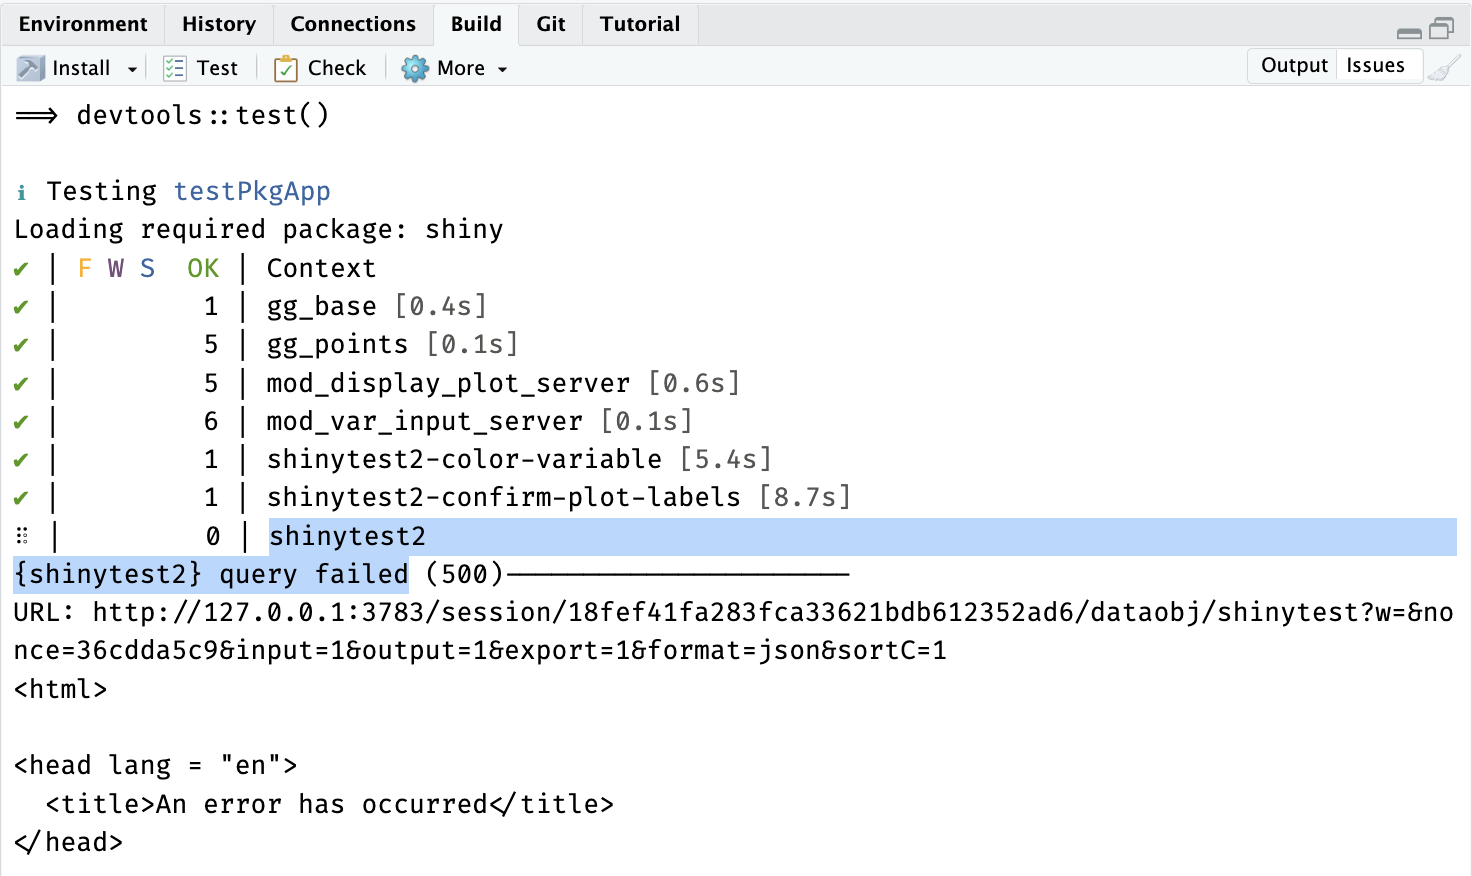 Environment History Connections Build Git Tutorial
Install Test Check More Output Issues
==> devtools::test()
ℹ Testing testPkgApp
Loading required package: shiny
✔ | F W S  OK | Context
✔ |         1 | gg_base [0.4s]
✔ |         5 | gg_points [0.1s]
✔ |         5 | mod_display_plot_server [0.6s]
✔ |         6 | mod_var_input_server [0.1s]
✔ |         1 | shinytest2-color-variable [5.4s]
✔ |         1 | shinytest2-confirm-plot-labels [8.7s]
⠿ |         0 | shinytest2
{shinytest2} query failed (500)──────────────────────
URL: http://127.0.0.1:3783/session/18fef41fa283fca33621bdb612352ad6/dataobj/shinytest?w=&no
nce=36cdda5c9&input=1&output=1&export=1&format=json&sortC=1
<html>
<head lang = "en">
  <title>An error has occurred</title>
</head>